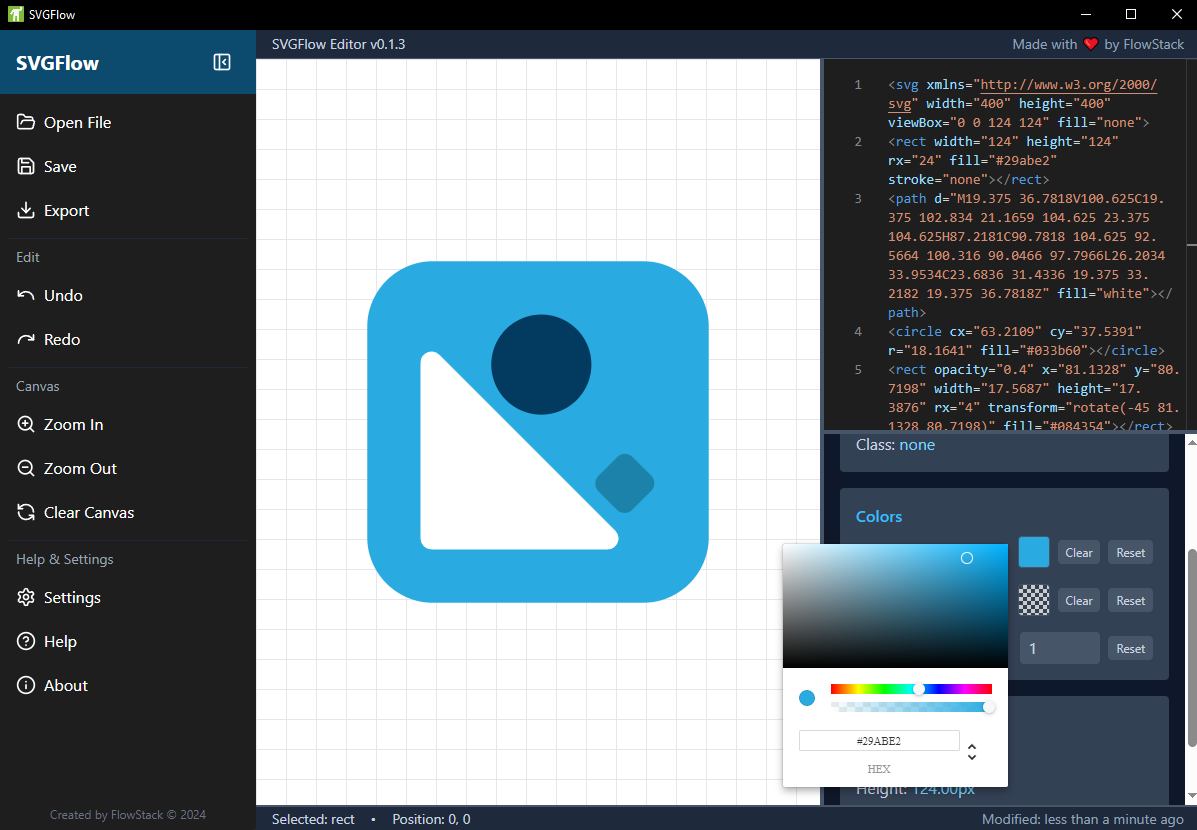 SVGFlow
SVGFlow
SVGFlow Editor v0.1.3
Made with ❤️ by FlowStack
Open File
Save
Export
Edit
Undo
Redo
Canvas
Zoom In
Zoom Out
Clear Canvas
Help & Settings
Settings
Help
About
Created by FlowStack © 2024
1 <svg xmlns="http://www.w3.org/2000/
svg" width="400" height="400"
viewBox="0 0 124 124" fill="none">
2 <rect width="124" height="124"
rx="24" fill="#29abe2"
stroke="none"></rect>
3 <path d="M19.375 36.7818V100.625C19.
375 102.834 21.1659 104.625 23.375
104.625H87.2181C90.7818 104.625 92.
5664 100.316 90.0466 97.7966L26.2034
33.9534C23.6836 31.4336 19.375 33.
2182 19.375 36.7818Z" fill="white"></
path>
4 <circle cx="63.2109" cy="37.5391"
r="18.1641" fill="#033b60"></circle>
5 <rect opacity="0.4" x="81.1328" y="80.
7198" width="17.5687" height="17.
3876" rx="4" transform="rotate(-45 81.
1328 80.7198)" fill="#084354"></rect>
Class: none
Colors
Clear
Reset
Clear
Reset
1
Reset
#29ABE2
HEX
Height: 124.00px
Selected: rect • Position: 0, 0
Modified: less than a minute ago